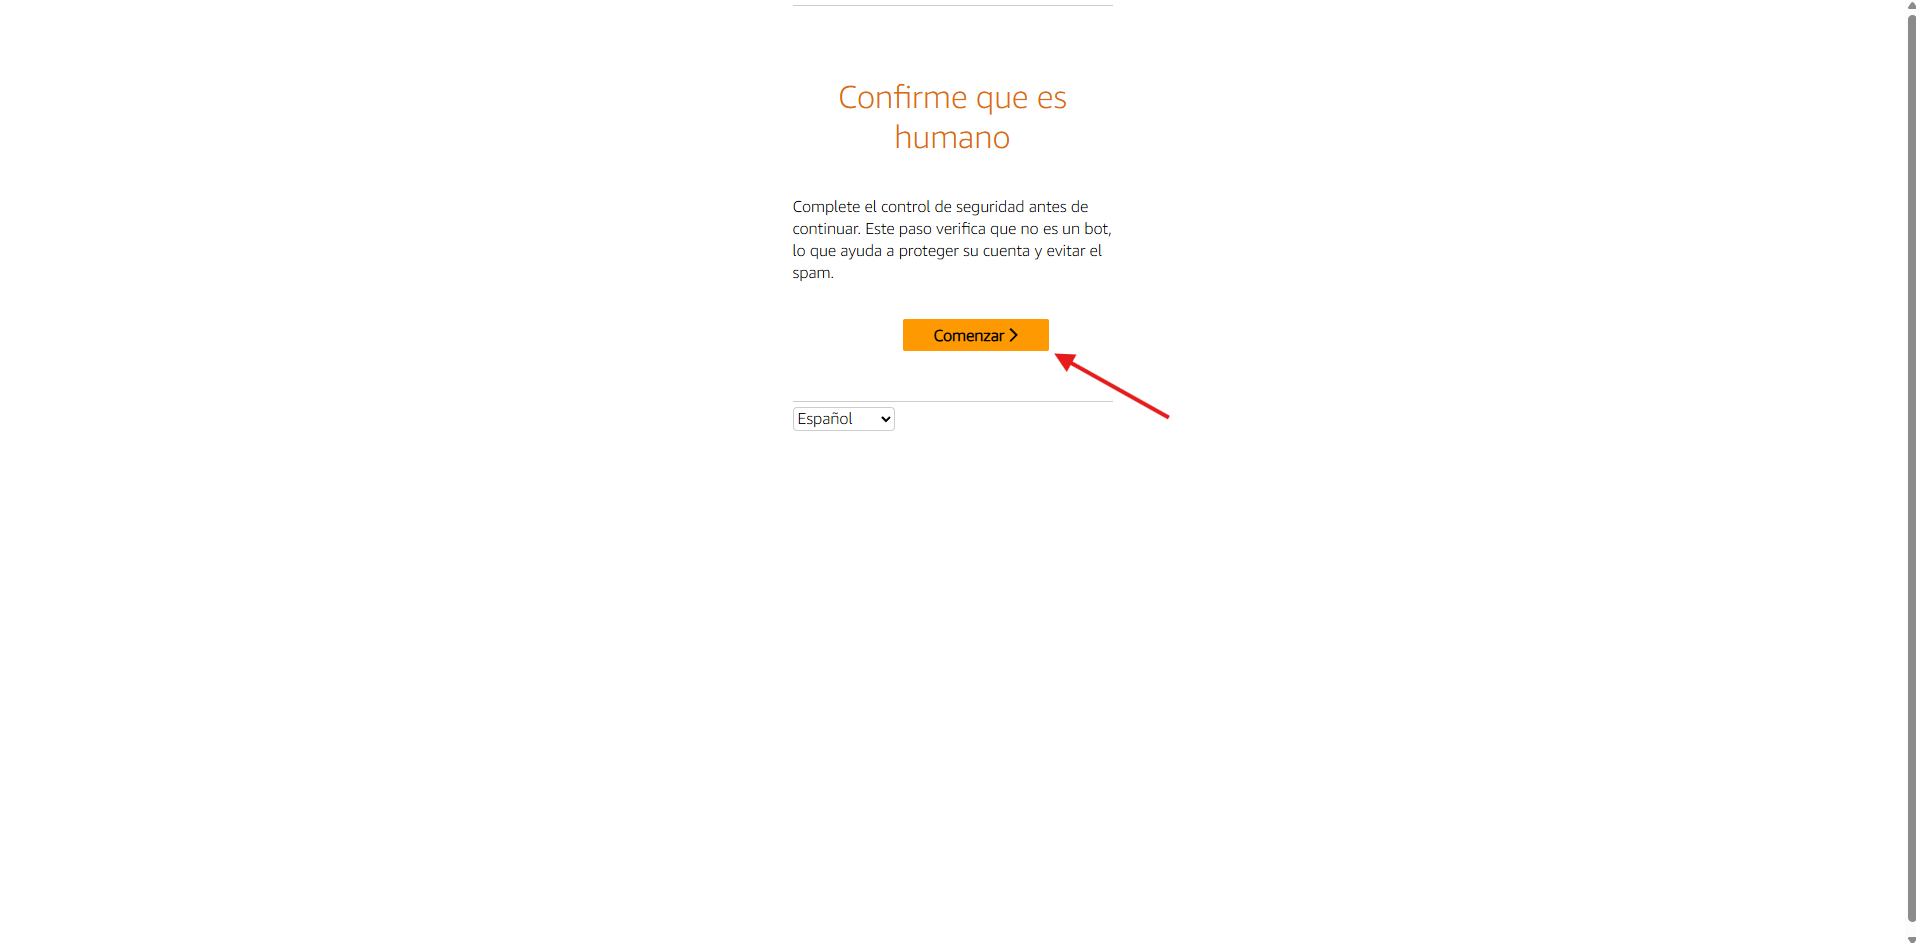 Confirme que es
humano
Complete el control de seguridad antes de
continuar. Este paso verifica que no es un bot,
lo que ayuda a proteger su cuenta y evitar el
spam.
Comenzar
Español